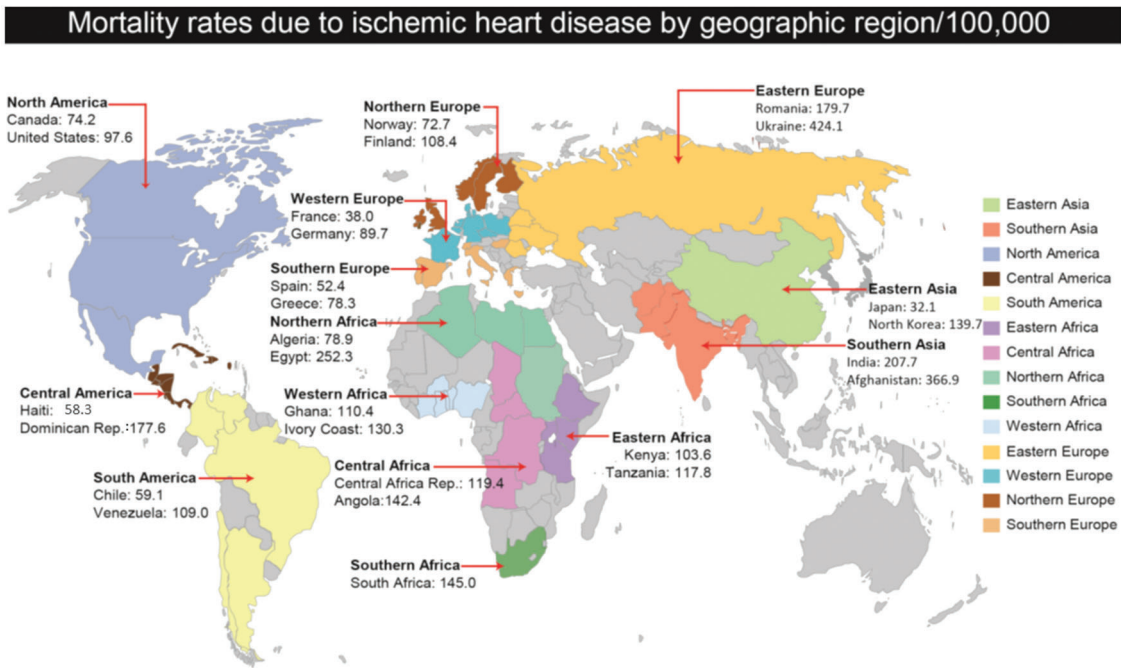 Mortality rates due to ischemic heart disease by geographic region/100,000
North America
Canada: 74.2
United States: 97.6
Northern Europe
Norway: 72.7
Finland: 108.4
Eastern Europe
Romania: 179.7
Ukraine: 424.1
Western Europe
France: 38.0
Germany: 89.7
Southern Europe
Spain: 52.4
Greece: 78.3
Northern Africa
Algeria: 78.9
Egypt: 252.3
Eastern Asia
Japan: 32.1
North Korea: 139.7
Southern Asia
India: 207.7
Afghanistan: 366.9
Central America
Haiti: 58.3
Dominican Rep.:177.6
Western Africa
Ghana: 110.4
Ivory Coast: 130.3
Eastern Africa
Kenya: 103.6
Tanzania: 117.8
South America
Chile: 59.1
Venezuela: 109.0
Central Africa
Central Africa Rep.: 119.4
Angola:142.4
Southern Africa
South Africa: 145.0
Eastern Asia
Southern Asia
North America
Central America
South America
Eastern Africa
Central Africa
Northern Africa
Southern Africa
Western Africa
Eastern Europe
Western Europe
Northern Europe
Southern Europe